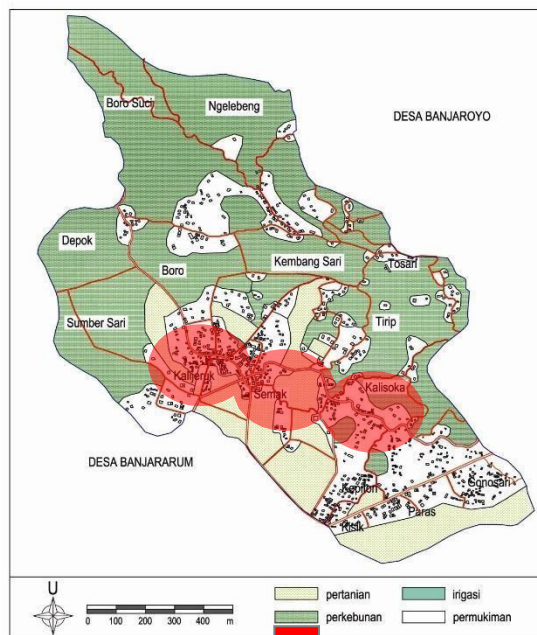 Boro Suci
Ngelebeng
DESA BANJAROYO
Depok
Boro
Kembang Sari
Tosari
Sumber Sari
Tirip
Kalijeruk
Semak
Kalisoka
DESA BANJARARUM
Gonosari
Paras
Kisik
U
0 100 200 300 400
m
pertanian
irigasi
perkebunan
permukiman